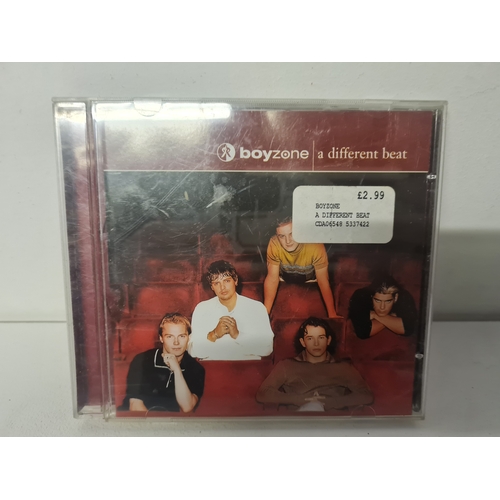 boyzone a different beat
£2.99
BOYZONE
A DIFFERENT BEAT
CDA06548 5337422